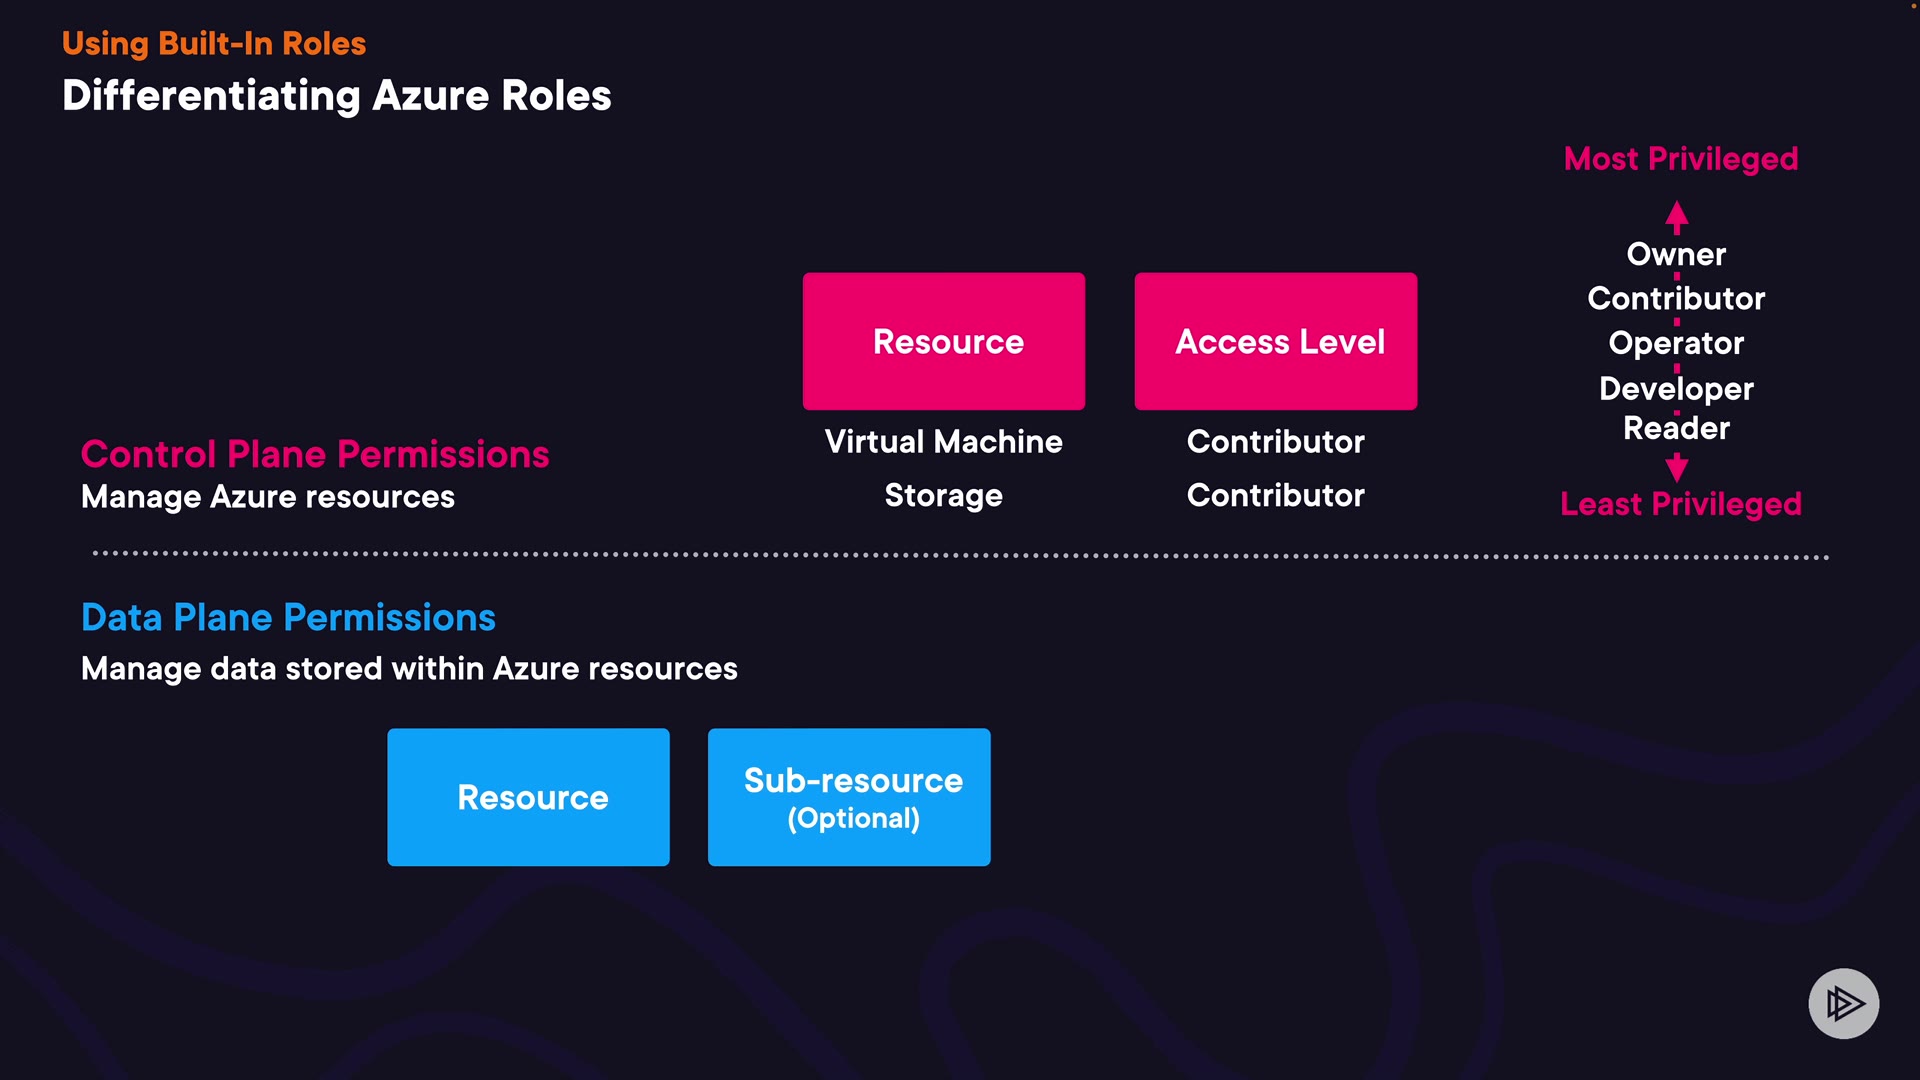 Using Built-In Roles
Differentiating Azure Roles
Most Privileged
Owner
Contributor
Operator
Developer
Reader
Least Privileged
Resource
Access Level
Virtual Machine
Contributor
Storage
Contributor
Control Plane Permissions
Manage Azure resources
Data Plane Permissions
Manage data stored within Azure resources
Resource
Sub-resource
(Optional)